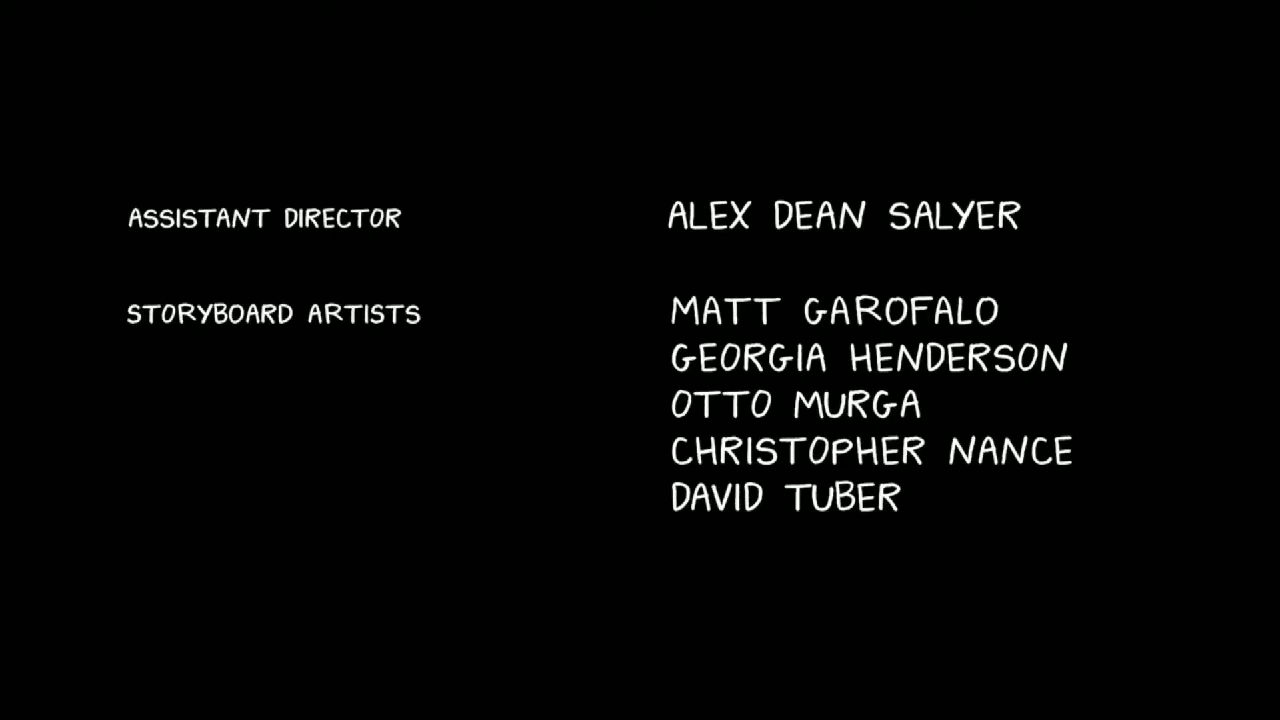 ASSISTANT DIRECTOR ALEX DEAN SALYER
STORYBOARD ARTISTS MATT GAROFALO
GEORGIA HENDERSON
OTTO MURGA
CHRISTOPHER NANCE
DAVID TUBER